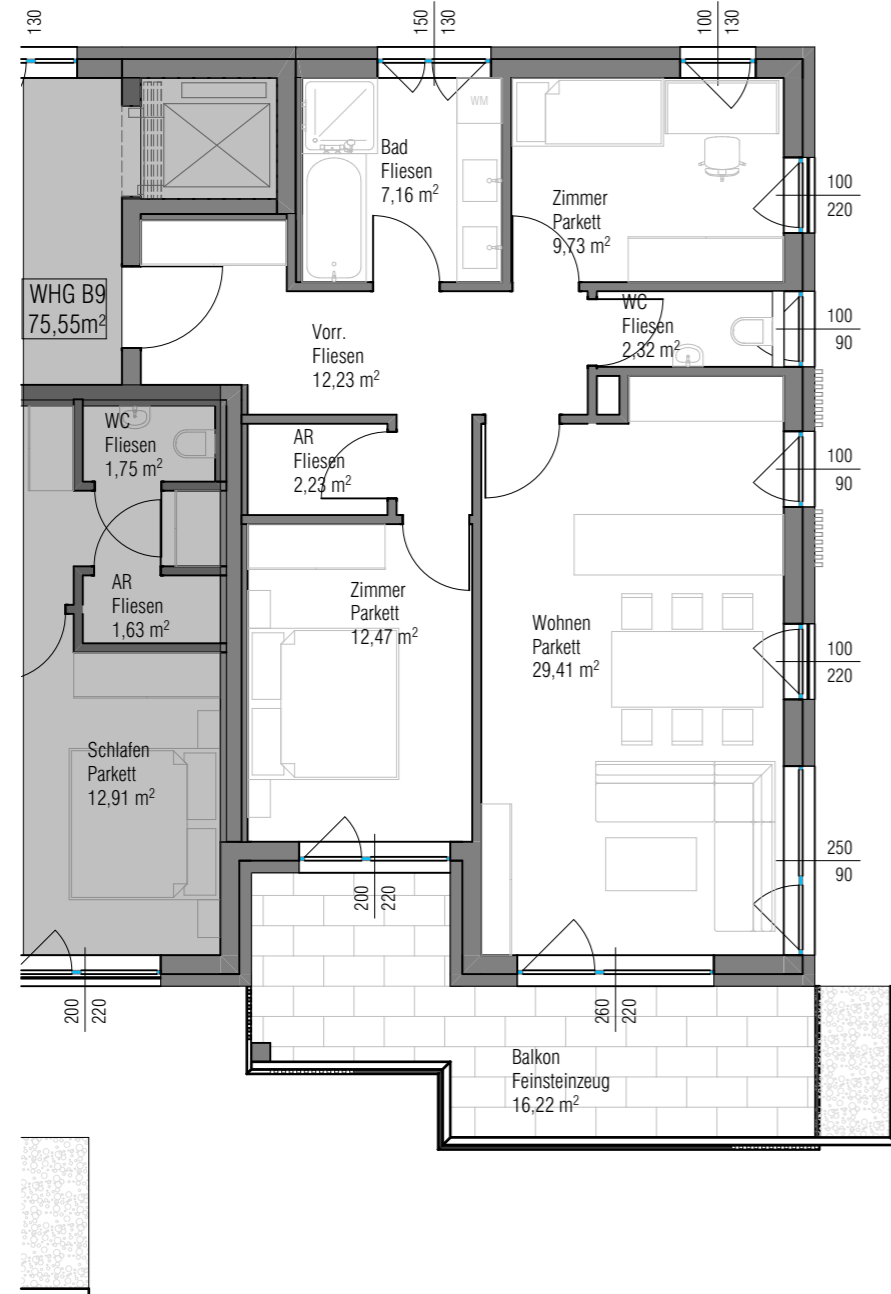 130
150
130
100
130
WM
Bad
Fliesen
7,16 m²
Zimmer
Parkett
9,73 m²
100
220
WHG B9
75,55m²
Vorr.
Fliesen
12,23 m²
WC
Fliesen
2,32 m²
100
90
WC
Fliesen
1,75 m²
AR
Fliesen
2,23 m²
100
90
AR
Fliesen
1,63 m²
Zimmer
Parkett
12,47 m²
Wohnen
Parkett
29,41 m²
100
220
Schlafen
Parkett
12,91 m²
250
90
200
220
200
220
260
220
Balkon
Feinsteinzeug
16,22 m²